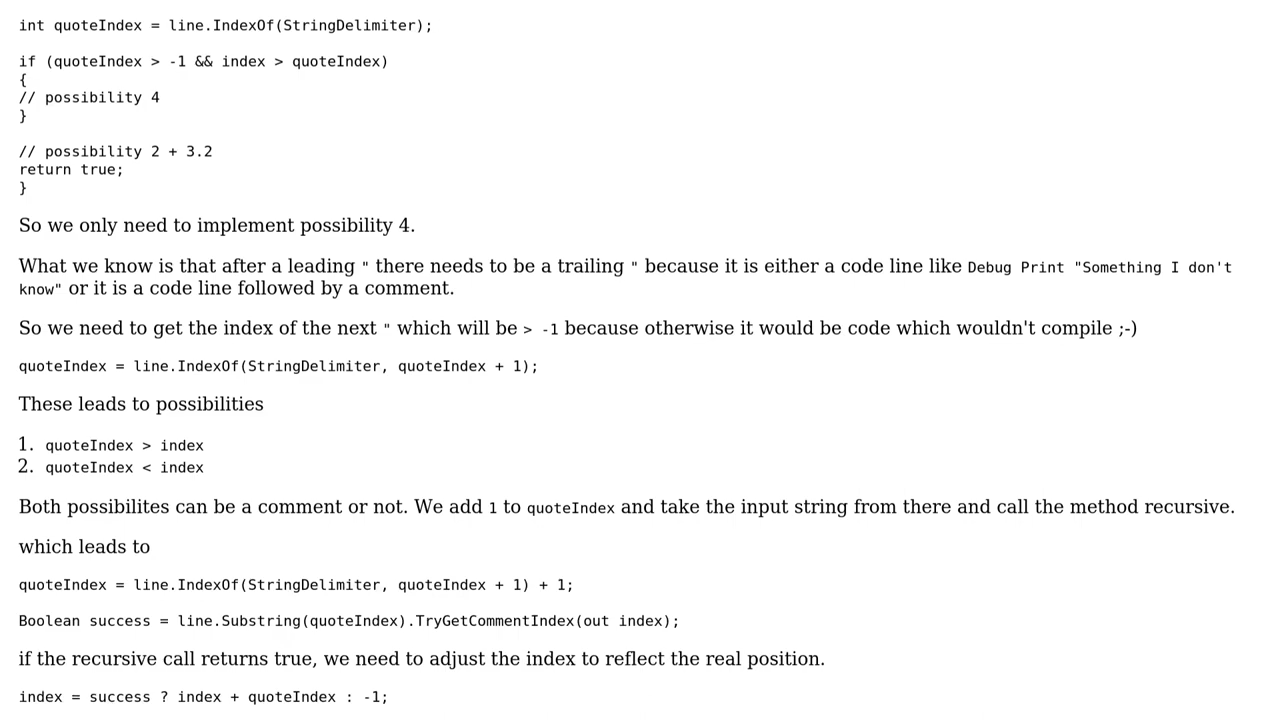 int quoteIndex = line.IndexOf(StringDelimiter);
if (quoteIndex > -1 && index > quoteIndex)
{
// possibility 4
}
// possibility 2 + 3.2
return true;
}
So we only need to implement possibility 4.
What we know is that after a leading " there needs to be a trailing " because it is either a code line like Debug Print "Something I don't
know" or it is a code line followed by a comment.
So we need to get the index of the next " which will be > -1 because otherwise it would be code which wouldn't compile ;-)
quoteIndex = line.IndexOf(StringDelimiter, quoteIndex + 1);
These leads to possibilities
1. quoteIndex > index
2. quoteIndex < index
Both possibilites can be a comment or not. We add 1 to quoteIndex and take the input string from there and call the method recursive.
which leads to
quoteIndex = line.IndexOf(StringDelimiter, quoteIndex + 1) + 1;
Boolean success = line.Substring(quoteIndex).TryGetCommentIndex(out index);
if the recursive call returns true, we need to adjust the index to reflect the real position.
index = success ? index + quoteIndex : -1;